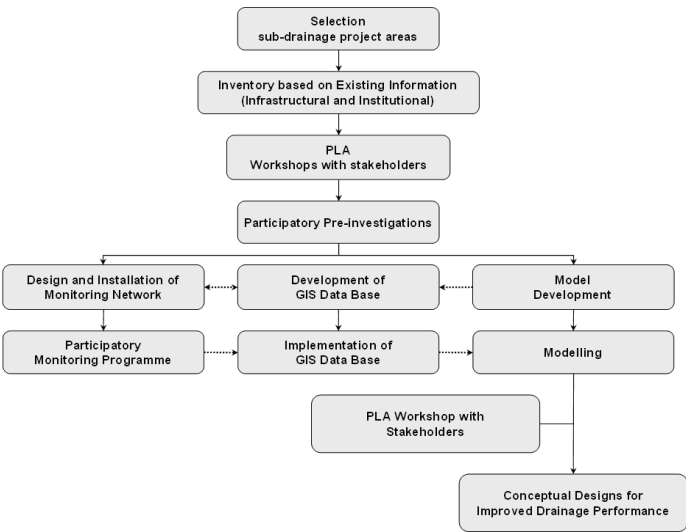 Selection
sub-drainage project areas
Inventory based on Existing Information
(Infrastructural and Institutional)
PLA
Workshops with stakeholders
Participatory Pre-investigations
Design and Installation of
Monitoring Network
Development of
GIS Data Base
Model
Development
Participatory
Monitoring Programme
Implementation of
GIS Data Base
Modelling
PLA Workshop with
Stakeholders
Conceptual Designs for
Improved Drainage Performance